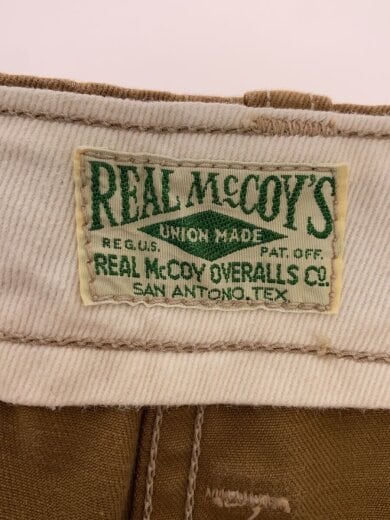 REAL McCOY'S
UNION MADE
REG.U.S. PAT. OFF.
REAL McCOY OVERALLS Co.
SAN ANTONO,TEX.